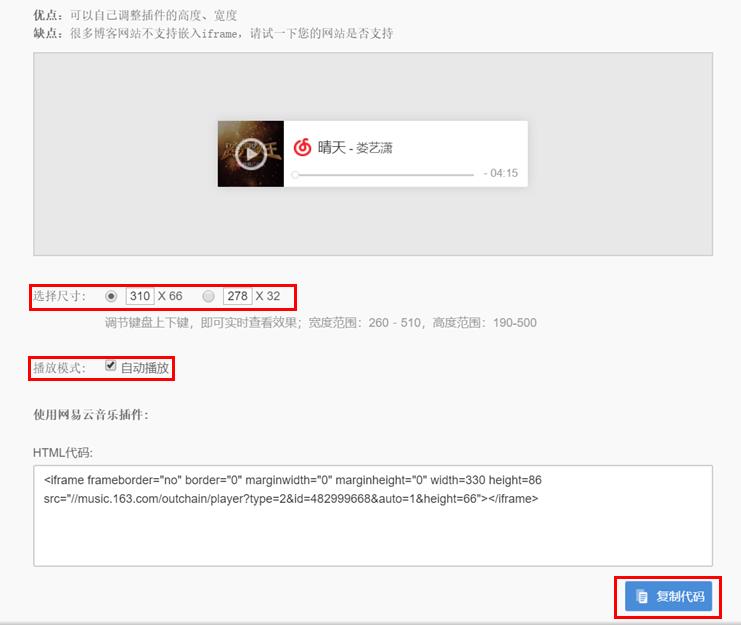 优点：可以自己调整插件的高度、宽度
缺点：很多博客网站不支持嵌入iframe，请试一下您的网站是否支持
晴天 - 娄艺潇
- 04:15
选择尺寸： 310 X 66 278 X 32
调节键盘上下键，即可实时查看效果；宽度范围：260 - 510，高度范围：190-500
播放模式： 自动播放
使用网易云音乐插件：
HTML代码:
<iframe frameborder="no" border="0" marginwidth="0" marginheight="0" width=330 height=86
src="//music.163.com/outchain/player?type=2&id=482999668&auto=1&height=66"></iframe>
复制代码